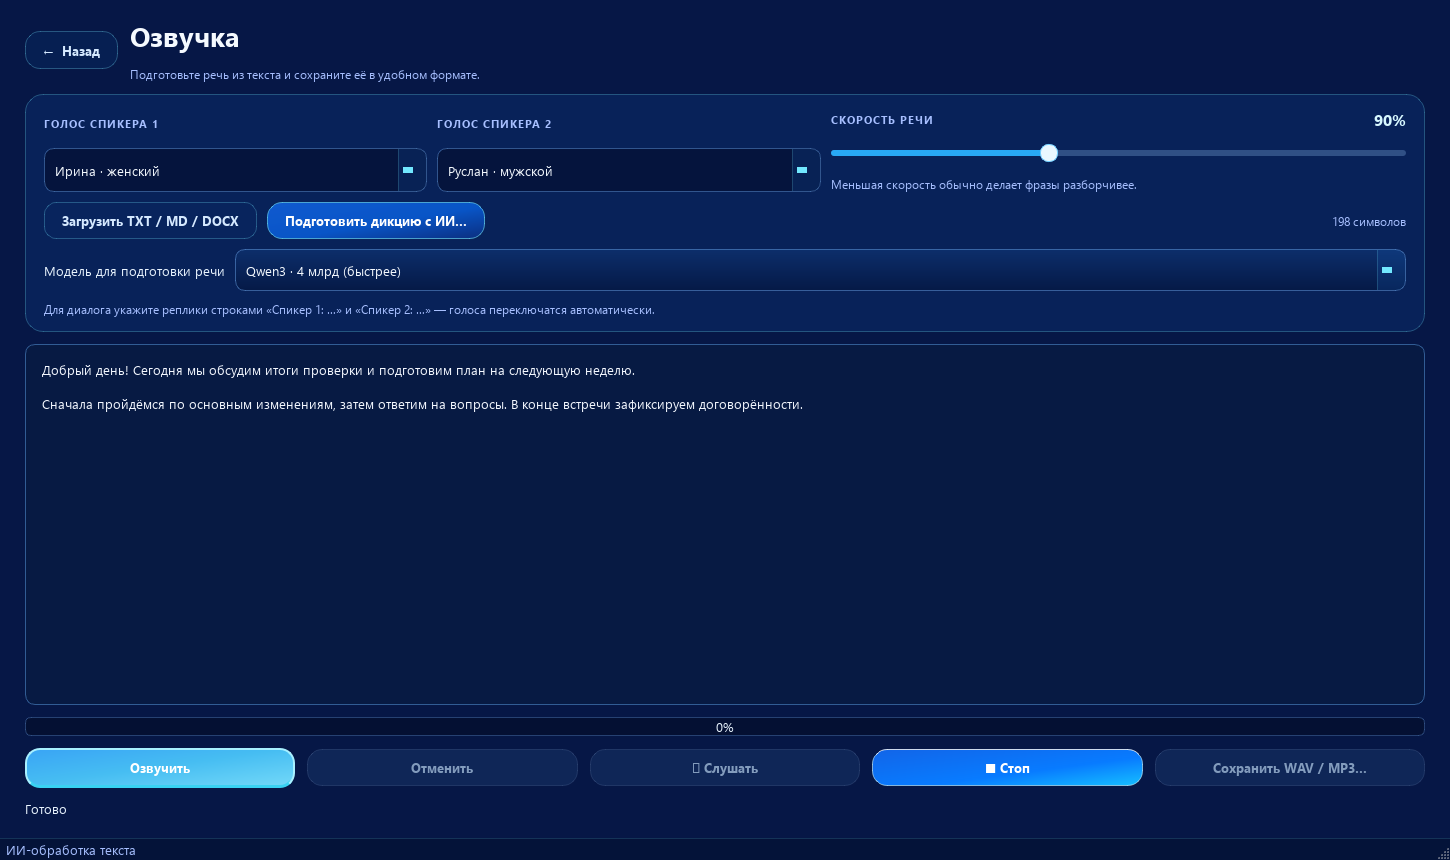 ← Назад
Озвучка
Подготовьте речь из текста и сохраните её в удобном формате.
ГОЛОС СПИКЕРА 1
ГОЛОС СПИКЕРА 2
СКОРОСТЬ РЕЧИ
90%
Ирина · женский
Руслан · мужской
Меньшая скорость обычно делает фразы разборчивее.
Загрузить TXT / MD / DOCX
Подготовить дикцию с ИИ...
198 символов
Модель для подготовки речи
Qwen3 · 4 млрд (быстрее)
Для диалога укажите реплики строками «Спикер 1: ...» и «Спикер 2: ...» — голоса переключатся автоматически.
Добрый день! Сегодня мы обсудим итоги проверки и подготовим план на следующую неделю.
Сначала пройдёмся по основным изменениям, затем ответим на вопросы. В конце встречи зафиксируем договорённости.
0%
Озвучить
Отменить
Слушать
■ Стоп
Сохранить WAV / MP3...
Готово
ИИ-обработка текста